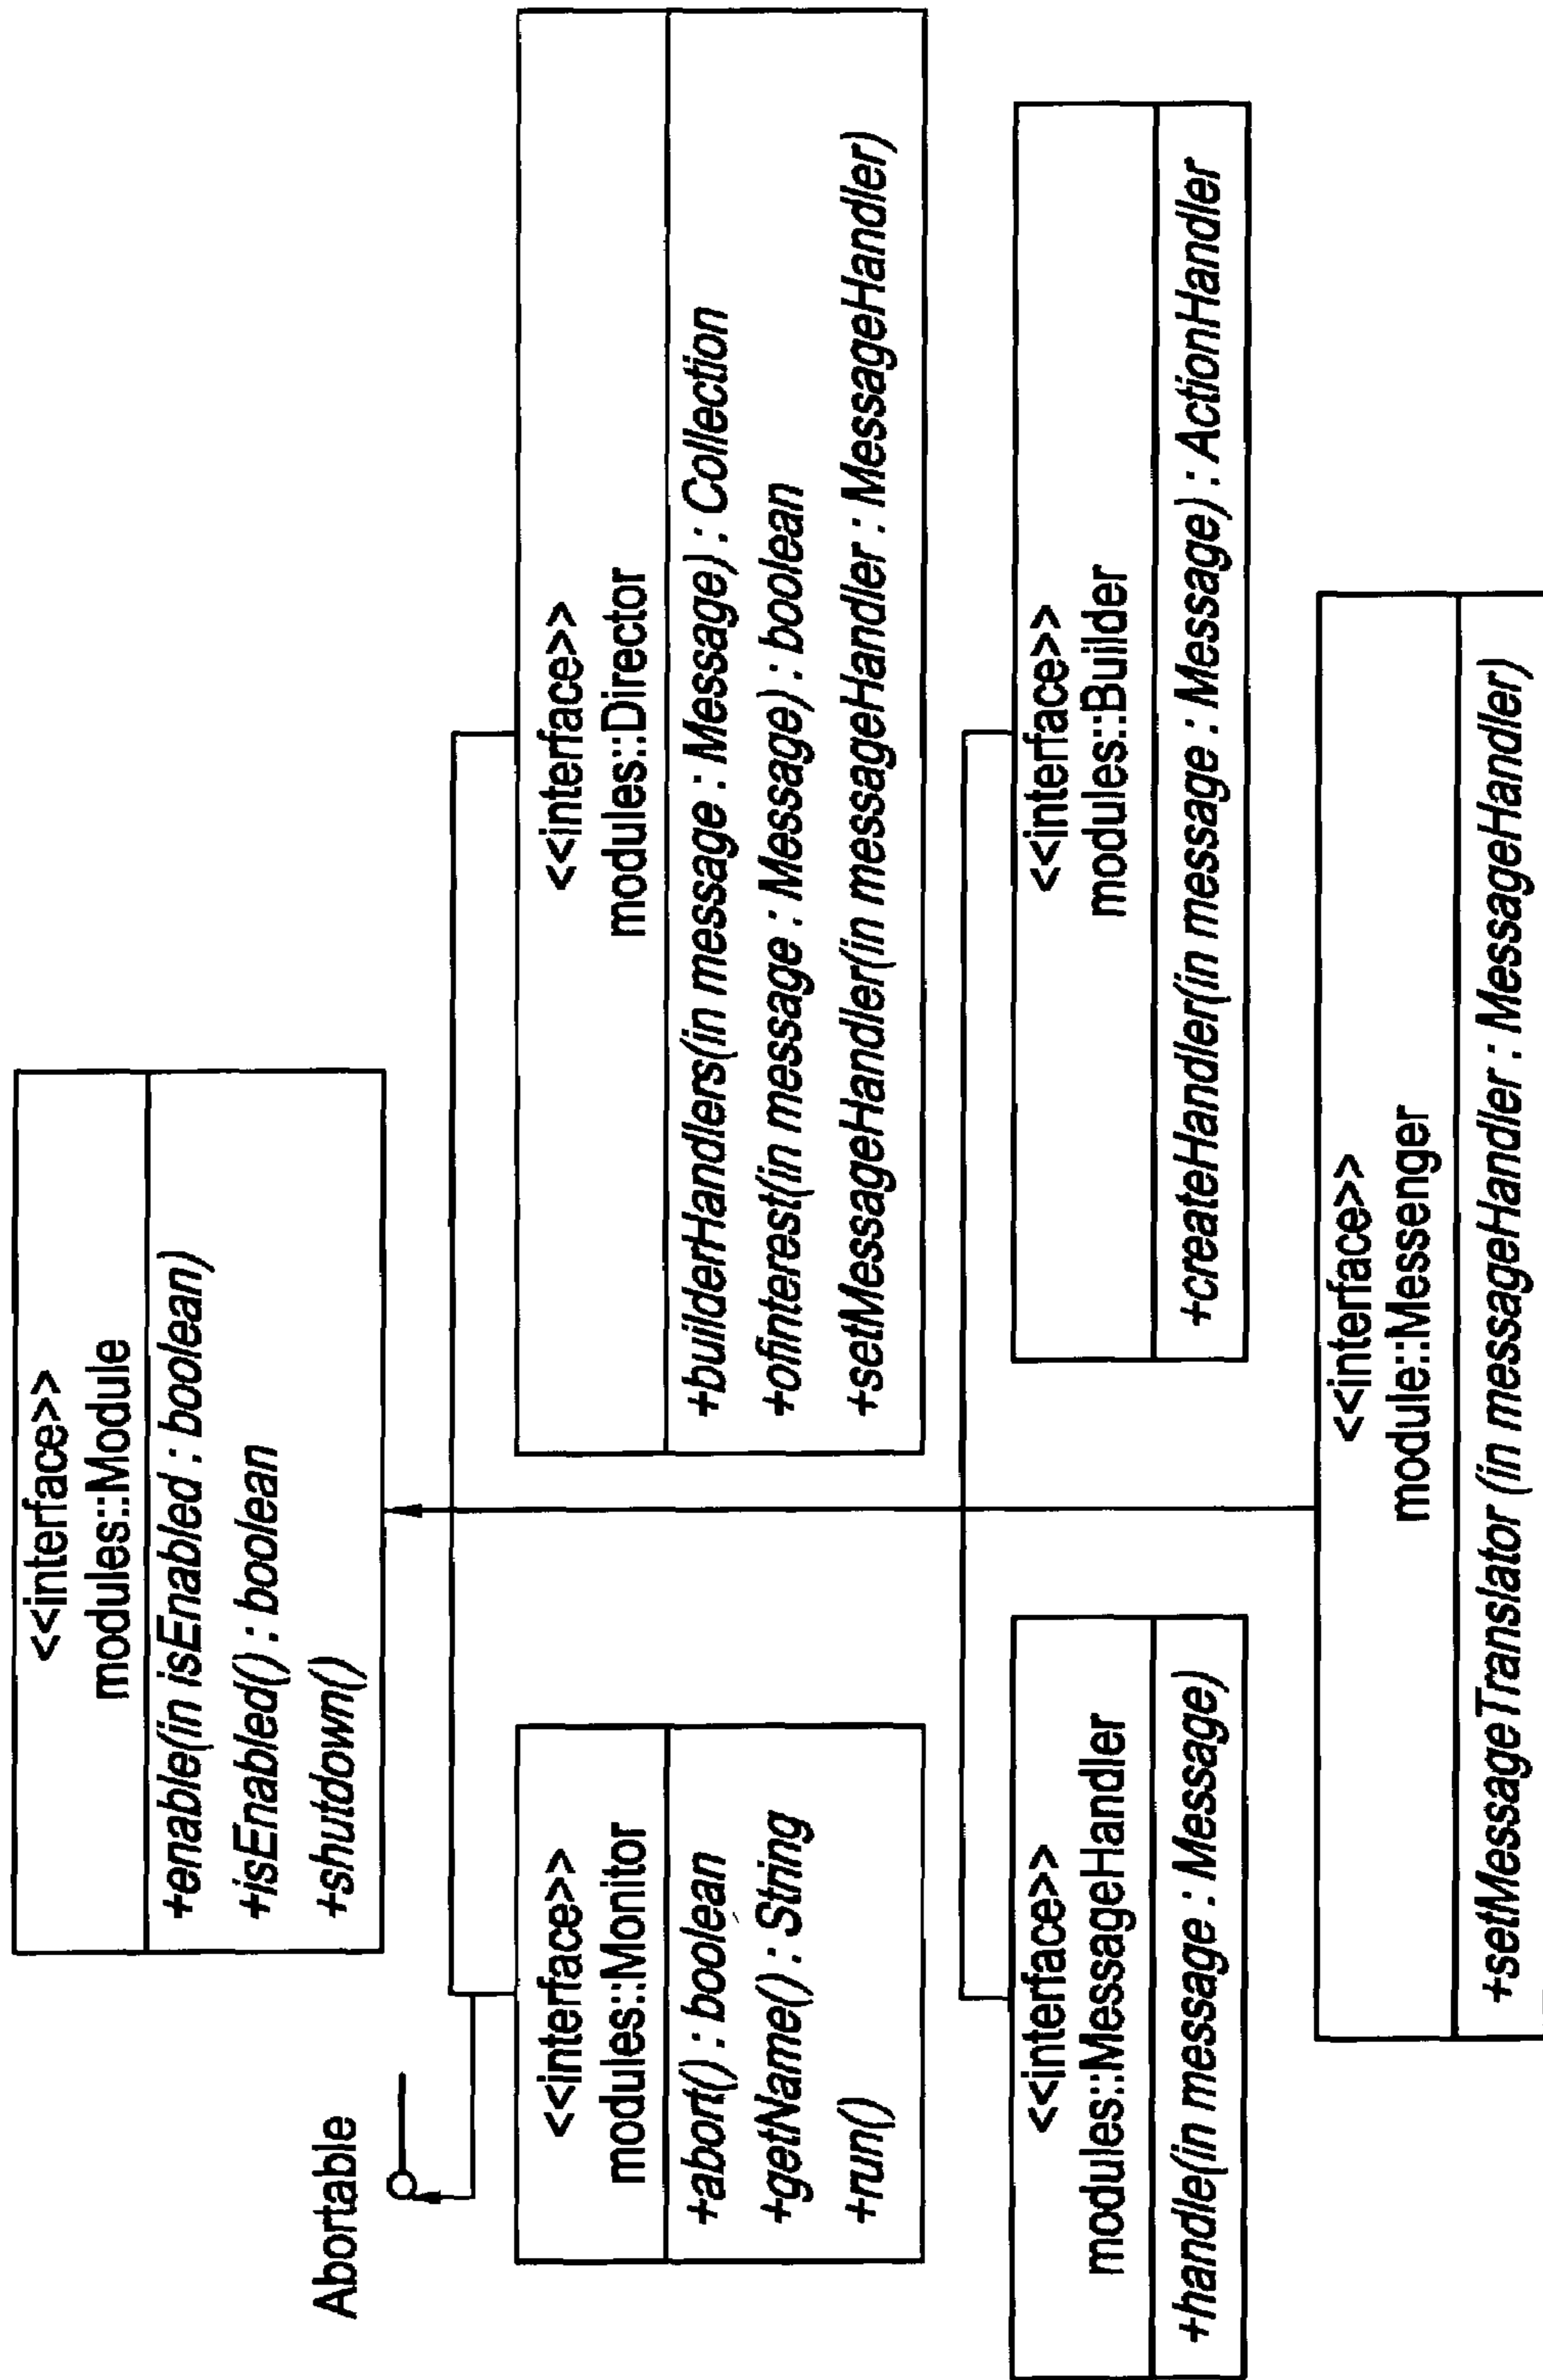 <<interface>>
modules::Module
+enable(in isEnabled : boolean)
+isEnabled() : boolean
+shutdown()
Abortable
<<interface>>
modules::Monitor
+abort() : boolean
+getName() : String
+run()
<<interface>>
modules::Director
+builderHandlers(in message : Message) : Collection
+ofinterest(in message : Message) : boolean
+setMessageHandler(in messageHandler : MessageHandler)
<<interface>>
modules::MessageHandler
+handle(in message : Message)
<<interface>>
modules::Builder
+createHandler(in message : Message) : ActionHandler
<<interface>>
module::Messenger
+setMessageTranslator (in messageHandler : MessageHandler)